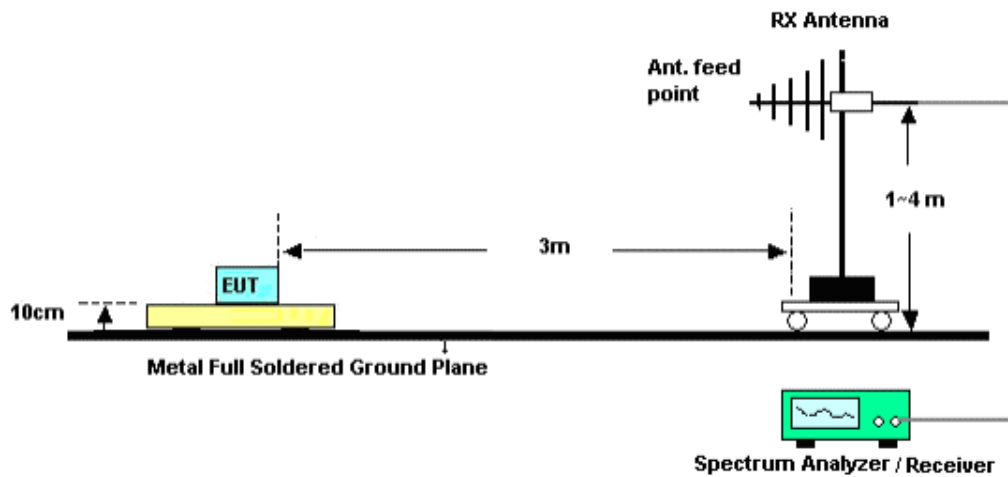 RX Antenna
Ant. feed
point
1~4 m
3m
EUT
10cm
Metal Full Soldered Ground Plane
Spectrum Analyzer / Receiver